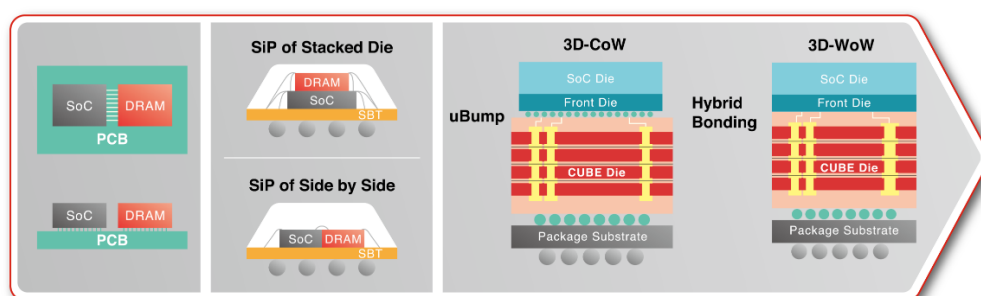 SoC
DRAM
PCB
SoC
DRAM
PCB
SiP of Stacked Die
DRAM
SoC
SBT
SiP of Side by Side
SoC
DRAM
SBT
3D-CoW
SoC Die
Front Die
uBump
CUBE Die
Package Substrate
3D-WoW
SoC Die
Front Die
Hybrid
Bonding
CUBE Die
Package Substrate